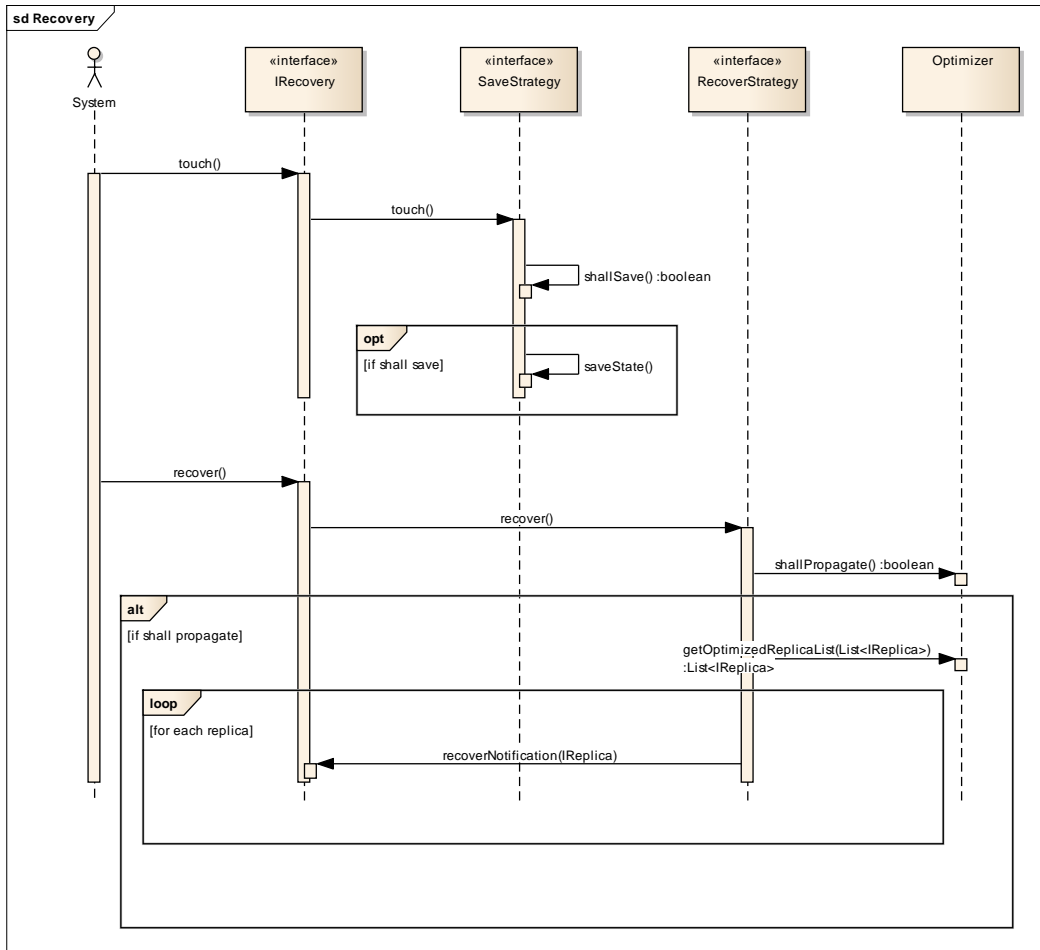 sd Recovery
System
«interface»
IRecovery
«interface»
SaveStrategy
«interface»
RecoverStrategy
Optimizer
touch()
touch()
shallSave() :boolean
opt
[if shall save]
saveState()
recover()
recover()
shallPropagate() :boolean
alt
[if shall propagate]
getOptimizedReplicaList(List<IReplica>)
:List<IReplica>
loop
[for each replica]
recoverNotification(IReplica)